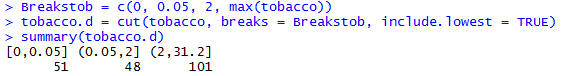 > Breakstob = c(0, 0.05, 2, max(tobacco))
> tobacco.d = cut(tobacco, breaks = Breakstob, include.lowest = TRUE)
> summary(tobacco.d)
[0,0.05] (0.05,2] (2,31.2]
51 48 101